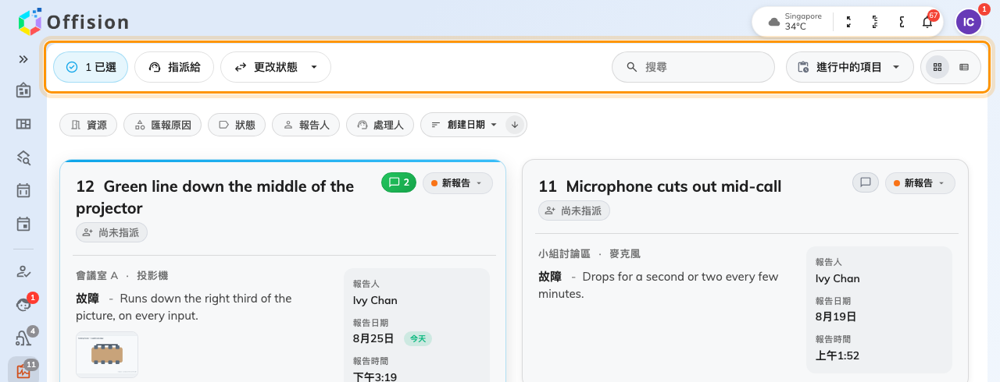 Offision
Singapore
34°C
67
IC
1
1 已選
指派給
更改狀態
搜尋
進行中的項目
資源
匯報原因
狀態
報告人
處理人
創建日期
12 Green line down the middle of the
projector
2
新報告
尚未指派
會議室 A · 投影機
故障 - Runs down the right third of the
picture, on every input.
報告人
Ivy Chan
報告日期
8月25日 今天
報告時間
下午3:19
11 Microphone cuts out mid-call
新報告
尚未指派
小組討論區 · 麥克風
故障 - Drops for a second or two every few
minutes.
報告人
Ivy Chan
報告日期
8月19日
報告時間
上午1:52
1
4
11